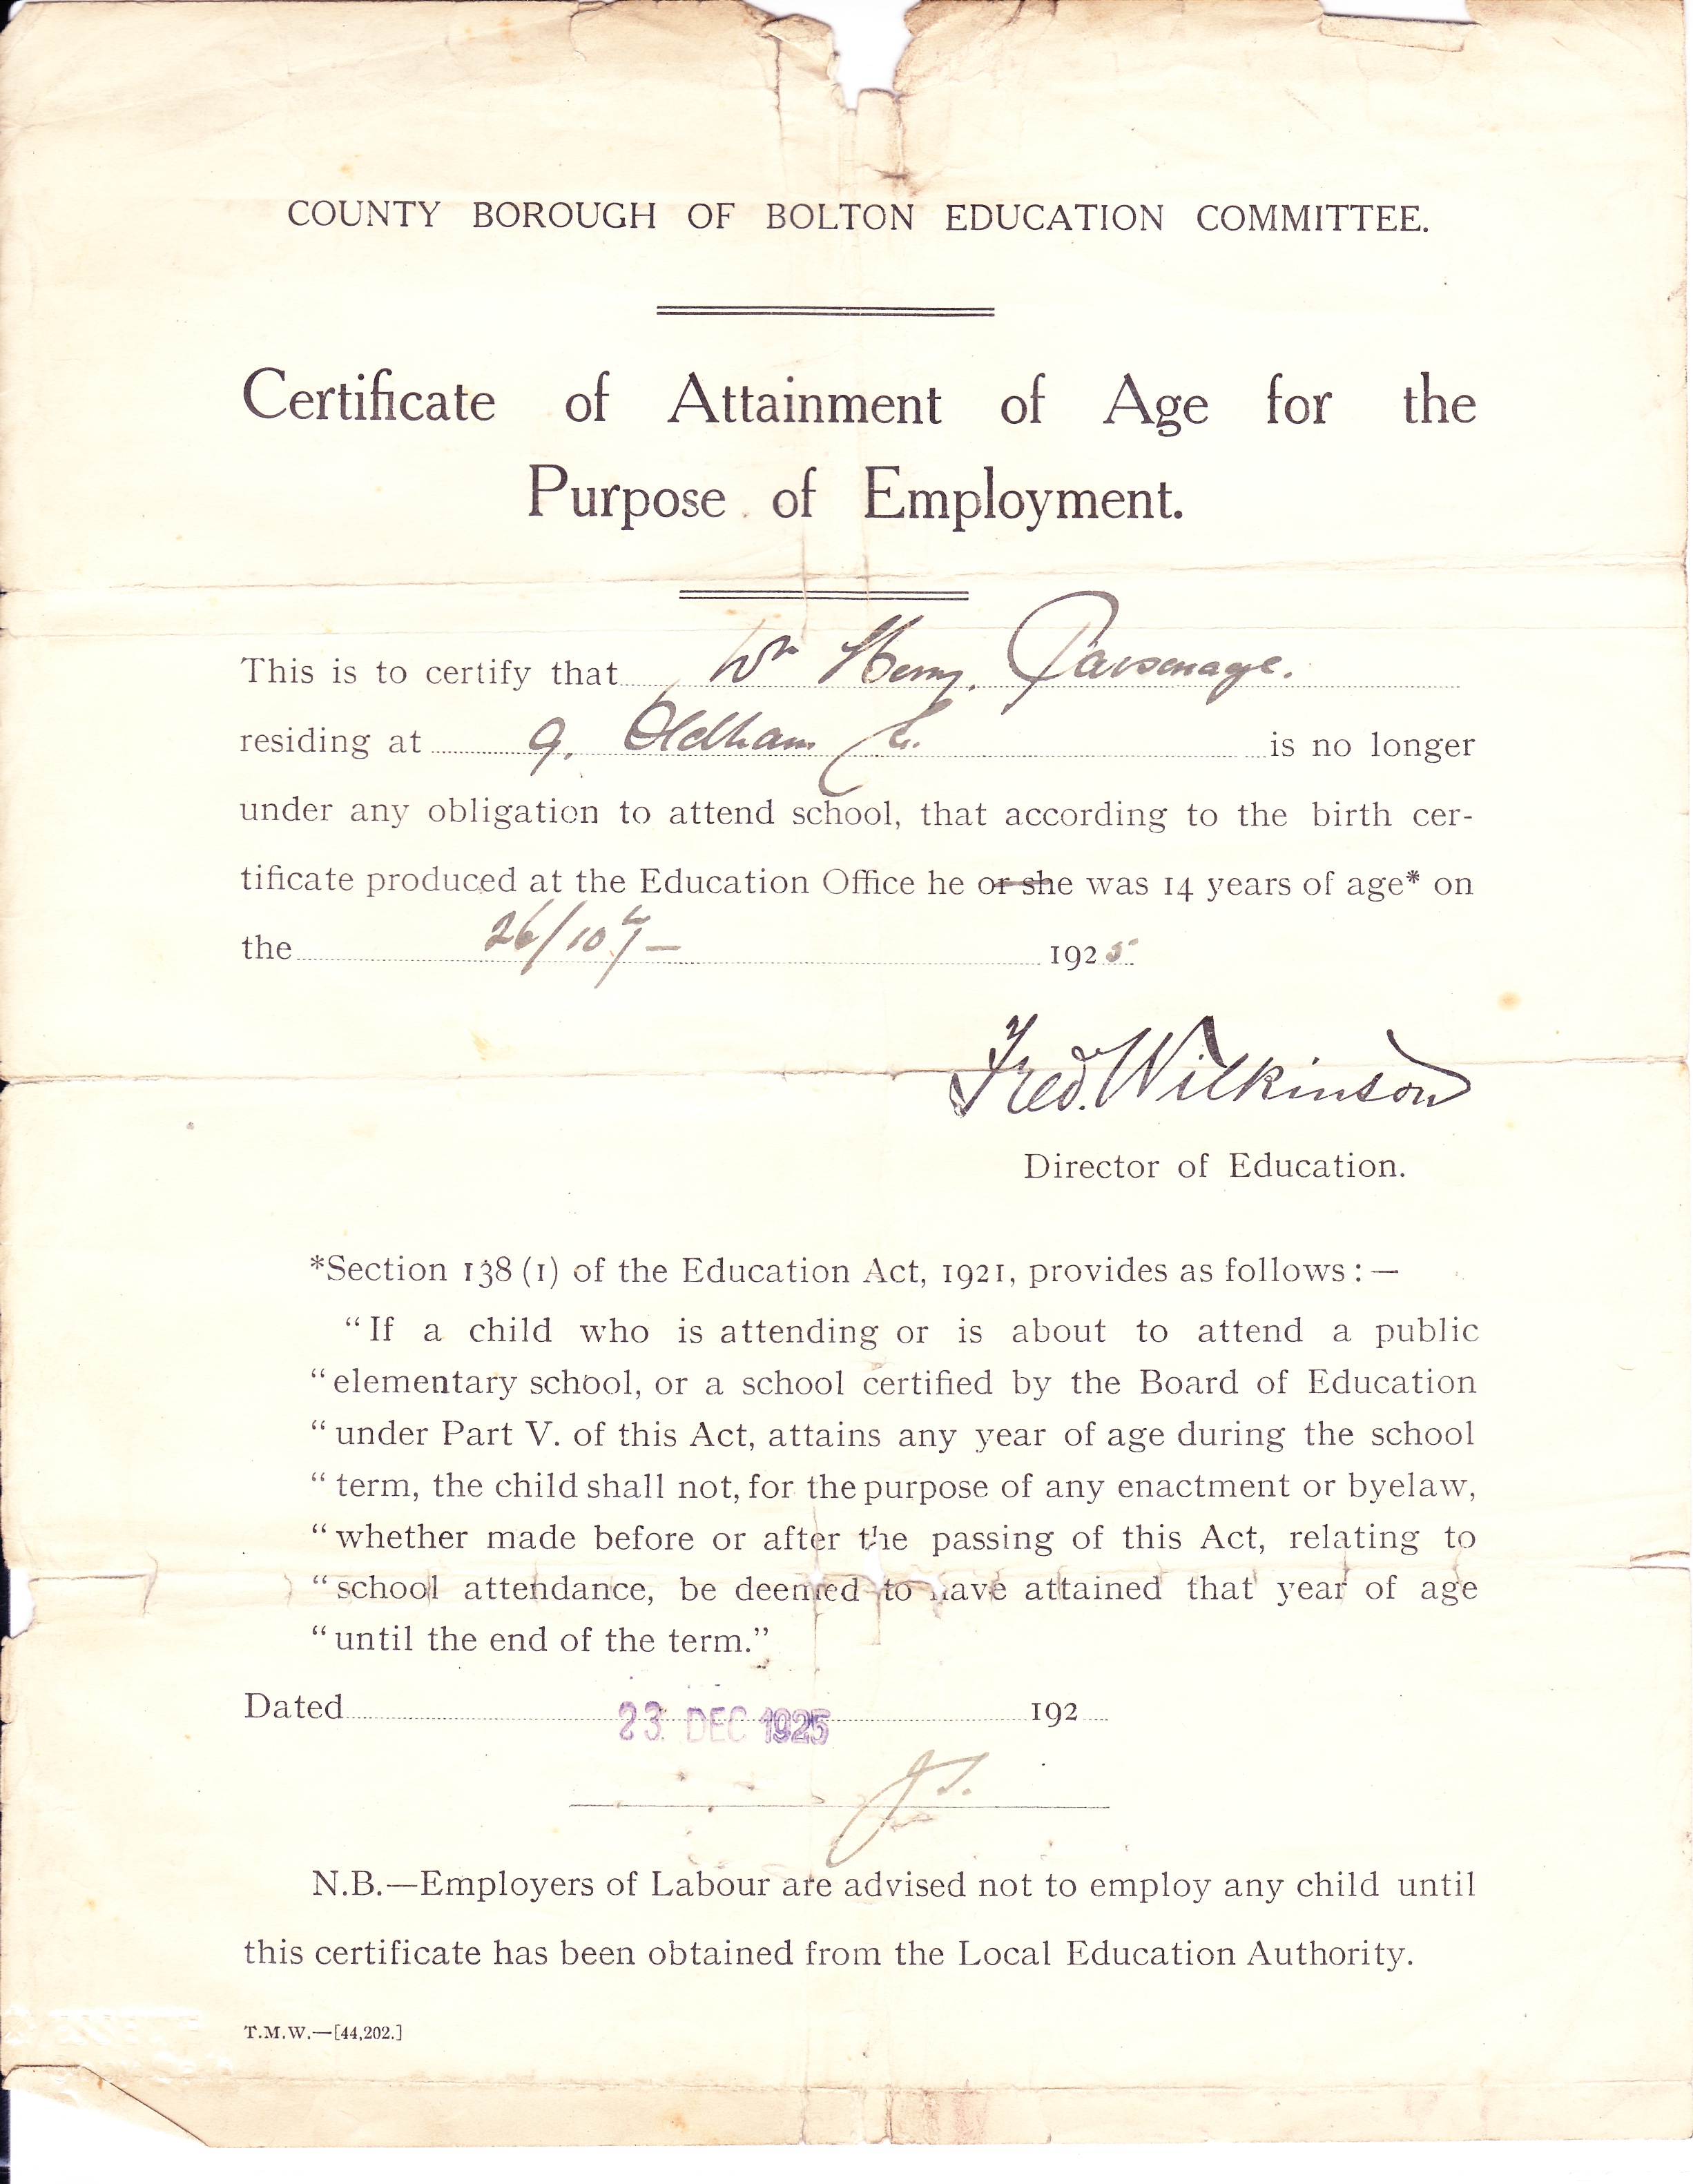 COUNTY BOROUGH OF BOLTON EDUCATION COMMITTEE.
Certificate of Attainment of Age for the
Purpose of Employment.
This is to certify that Wm Henry. Parsonage.
residing at 9, Oldham St. is no longer
under any obligation to attend school, that according to the birth cer-
tificate produced at the Education Office he or she was 14 years of age* on
the 26/10 1925
Fred. Wilkinson
Director of Education.
*Section 138 (1) of the Education Act, 1921, provides as follows:—
"If a child who is attending or is about to attend a public
"elementary school, or a school certified by the Board of Education
"under Part V. of this Act, attains any year of age during the school
"term, the child shall not, for the purpose of any enactment or byelaw,
"whether made before or after the passing of this Act, relating to
"school attendance, be deemed to have attained that year of age
"until the end of the term."
Dated 23. DEC 1925 192
N.B.—Employers of Labour are advised not to employ any child until
this certificate has been obtained from the Local Education Authority.
T.M.W.—[44,202.]